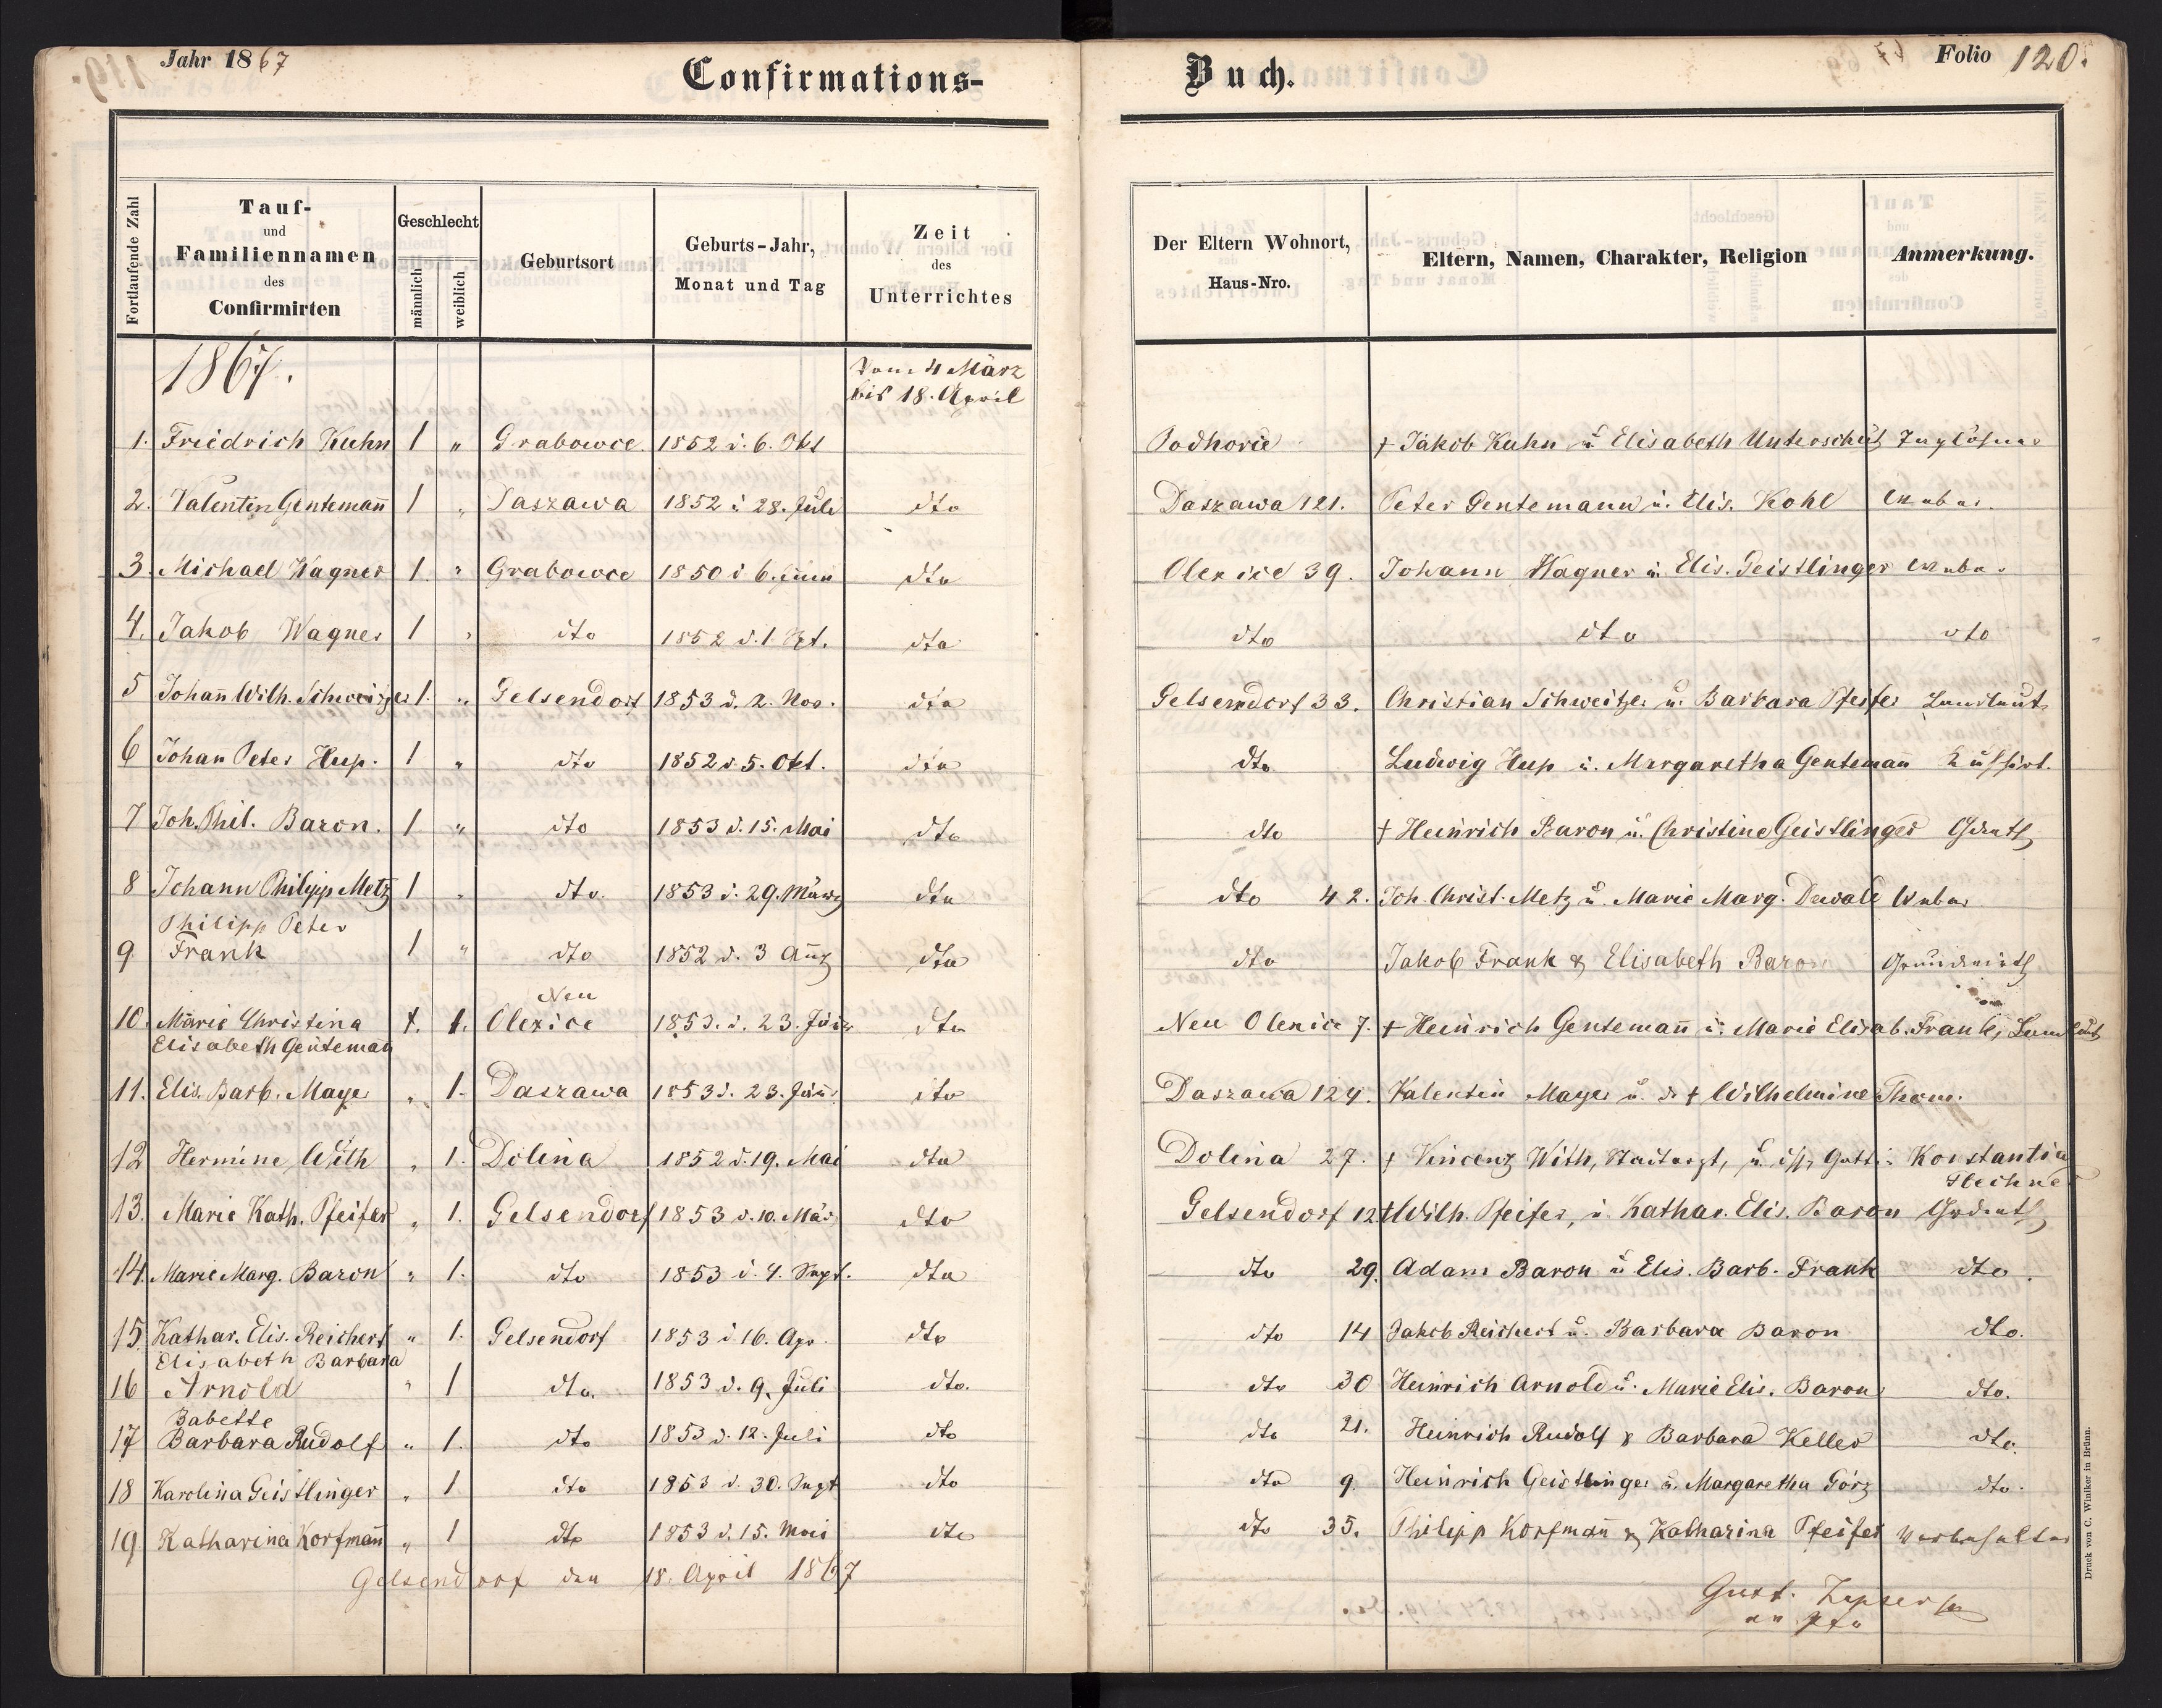 Jahr 1867
Confirmations-
Buch.
Folio 120.
Fortlaufende Zahl
Tauf-
und
Familiennamen
des
Confirmirten
Geschlecht
männlich
weiblich
Geburtsort
Geburts-Jahr,
Monat und Tag
Zeit
des
Unterrichtes
Der Eltern Wohnort,
Haus-Nro.
Eltern, Namen, Charakter, Religion
Anmerkung.
1867.
Vom 4 März
bis 18. April
1. Friedrich Kuhn 1 " Grabowce. 1852 d. 6. Okt Podhorce † Jakob Kuhn u. Elisabeth Unterschütz Taglöhner
2. Valentin Gentemañ 1 " Daszawa 1852 d. 28. Juli dto Daszawa 121. Peter Gentemann u. Elis. Kohl
3. Michael Wagner 1. " Grabowce 1850 d 6. dto Olexice 39. Johann Wagner u. Elis. Geistlinger
4. Jakob Wagner 1 " dto 1852 d. 1. dto dto dto dto
5 Johañ Wilh. Schweitzer 1. " Gelsendorf 1853 d. 2. Nov. dto Gelsendorf 33. Christian Schweitzer u. Barbara Pfeifer
6 Johan Peter Hup. 1 " dto 1852 d. 5. Okt. dto dto Ludwig Hup u. Margaretha Gentemañ
7 Joh. Phil. Baron. 1 " dto 1853 d. 15. Mai dto dto † Heinrich Baron u. Christine Geistlinger
8 Johann Philipp Metz 1 " dto. 1853 d. 29. März dto dto 42. Joh. Christ. Metz u. Marie Marg. Dewald
Philipp Peter
9 Frank 1 " dto 1852 d. 3 Aug dto dto Jakob Frank & Elisabeth Baron Grundwirth
Neu
10. Marie Christina 1. 1. Olexice 1853. d. 23. dto Neu Olexice 7. † Heinrich Gentemañ u. Marie Elisab. Frank,
Elisabeth Genteman
11. Elis. Barb. Mayer " 1. Daszawa 1853 d. 23. dto Daszawa 124. Valentin Mayer u. d. † Wilhelmine Thom.
12 Hermine With " 1. Dolina 1852 d. 19. Mai dto Dolina 27. † Vincenz With, Stadtarzt, u. Konstantia
13. Marie Kath. Pfeifer " 1. Gelsendorf 1853 d. 10. März dto Gelsendorf 12 † Wilh. Pfeifer, u. Kathar. Elis. Baron
14. Marie Marg. Baron " 1. dto 1853 d. 4. Sept. dto dto 29. Adam Baron u Elis. Barb. Frank dto.
15. Kathar. Elis. Reichert " 1. Gelsendorf 1853 d 16. Apr. dto dto 14 Jakob Reichert u. Barbara Baron dto.
Elisabeth Barbara
16 Arnold " 1 dto. 1853 d. 9. Juli dto. dto 30 Heinrich Arnold u. Marie Elis. Baron dto.
Babette
17 Barbara Rudolf " 1. dto 1853 d. 12. Juli dto dto 21. Heinrich Rudolf & Barbara Keller dto.
18 Karolina Geistlinger " 1 dto 1853 d. 30. Sept dto dto 9. Heinrich Geistlinger u. Margaretha Görz dto.
19. Katharina Korfmañ " 1 dto 1853 d. 15. Mai dto dto 35. Philipp Korfmañ & Katharina Pfeifer
Gelsendorf den 18. April 1867
Gust.
Druck von C. Winiker in Brünn.